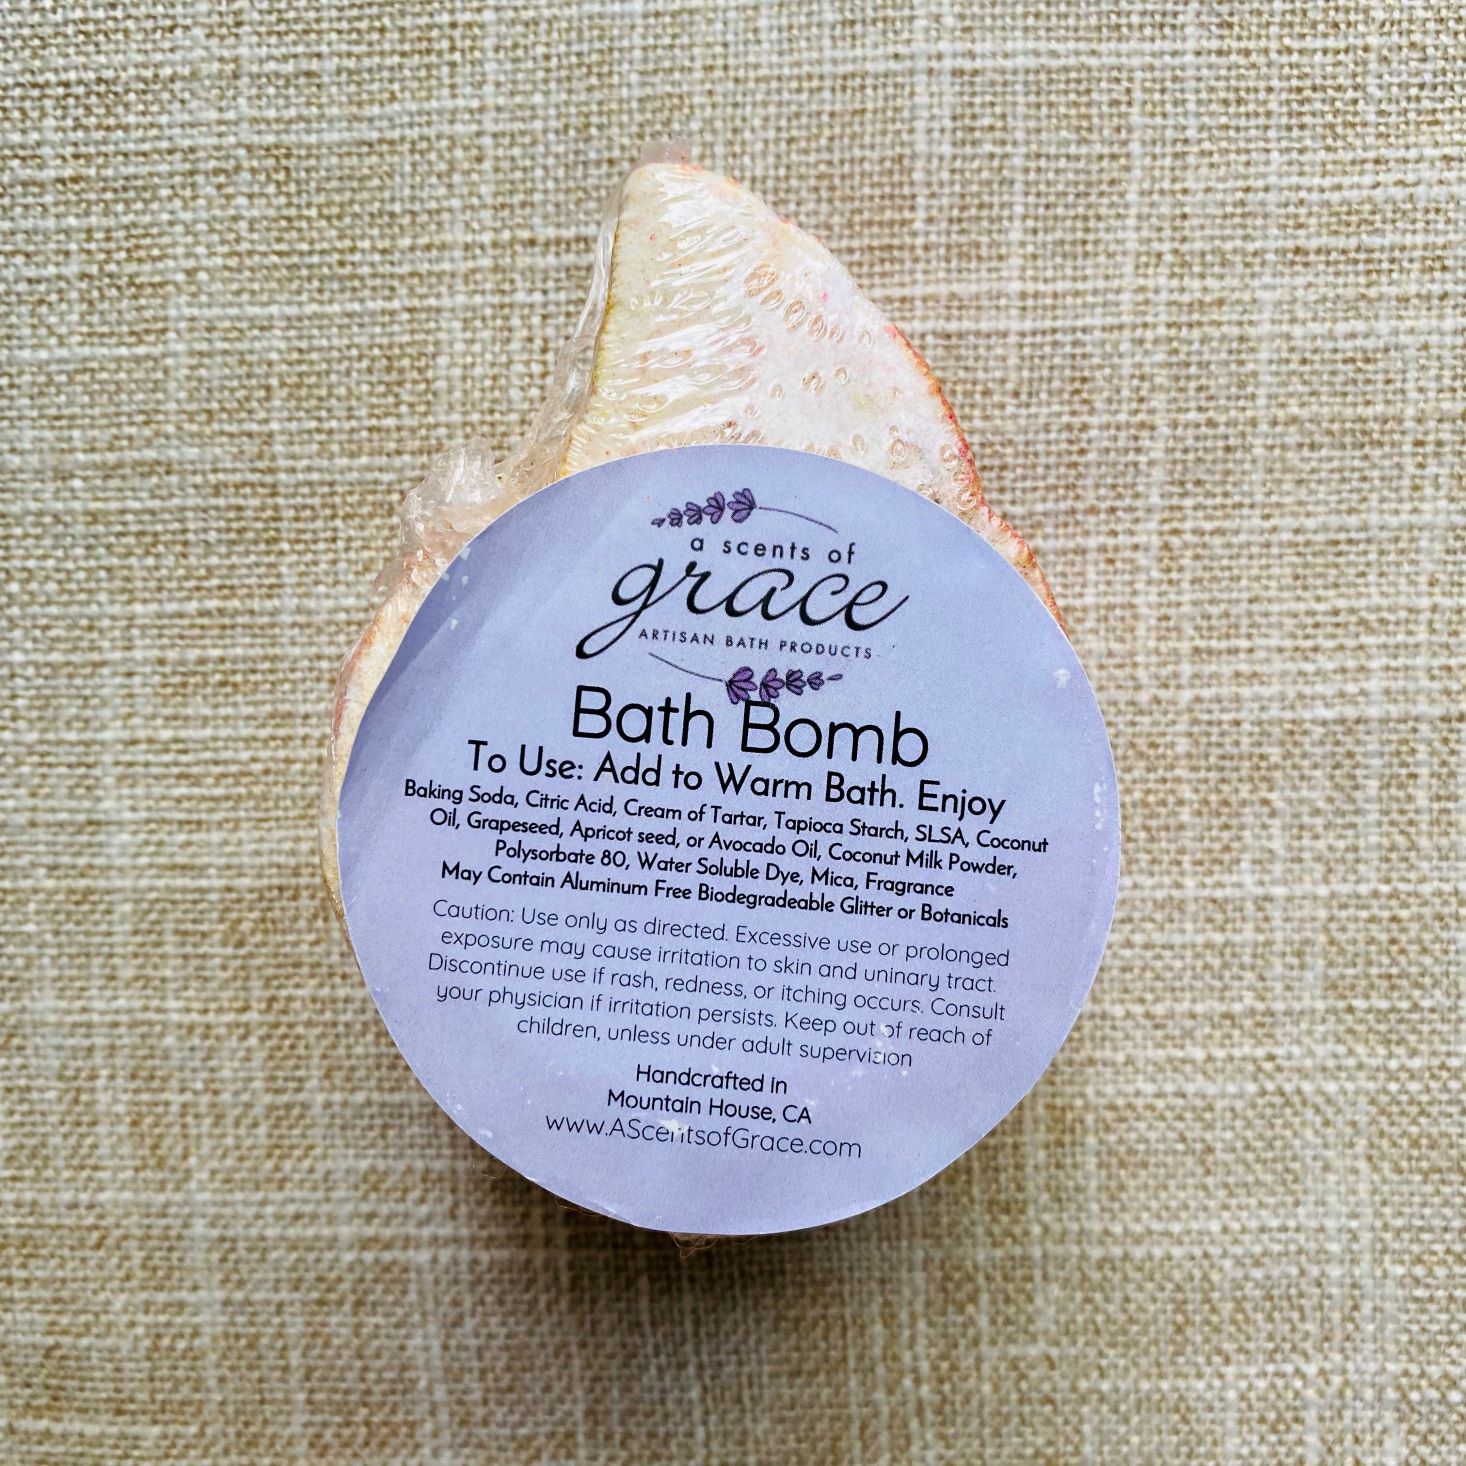 a scents of
grace
ARTISAN BATH PRODUCTS
Bath Bomb
To Use: Add to Warm Bath. Enjoy
Baking Soda, Citric Acid, Cream of Tartar, Tapioca Starch, SLSA, Coconut
Oil, Grapeseed, Apricot seed, or Avocado Oil, Coconut Milk Powder,
Polysorbate 80, Water Soluble Dye, Mica, Fragrance
May Contain Aluminum Free Biodegradeable Glitter or Botanicals
Caution: Use only as directed. Excessive use or prolonged
exposure may cause irritation to skin and uninary tract.
Discontinue use if rash, redness, or itching occurs. Consult
your physician if irritation persists. Keep out of reach of
children, unless under adult supervision
Handcrafted in
Mountain House, CA
www.AScentsofGrace.com